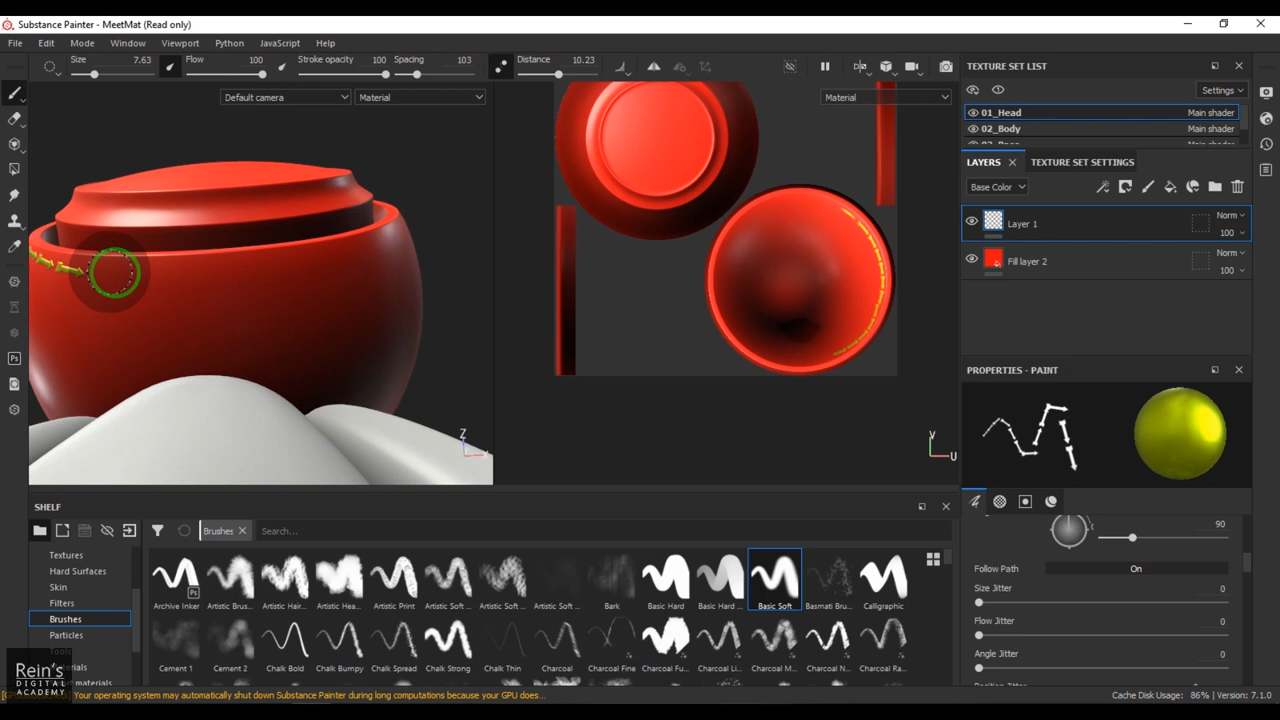 Substance Painter - MeetMat (Read only)
File Edit Mode Window Viewport Python JavaScript Help
Size 7.63 Flow 100 Stroke opacity 100 Spacing 103 Distance 10.23
Default camera Material Material
TEXTURE SET LIST
Settings
01_Head Main shader
02_Body Main shader
LAYERS TEXTURE SET SETTINGS
Base Color
Layer 1 Norm 100
Fill layer 2 Norm 100
PROPERTIES - PAINT
90
Follow Path On
Size Jitter 0
Flow Jitter 0
Angle Jitter 0
Z
V
U
SHELF
Brushes Search...
Textures
Hard Surfaces
Skin
Filters
Brushes
Particles
Ps
Archive Inker Artistic Brus... Artistic Hair... Artistic Hea... Artistic Print Artistic Soft ... Artistic Soft ... Artistic Soft ... Bark Basic Hard Basic Hard ... Basic Soft Basmati Bru... Calligraphic
Cement 1 Cement 2 Chalk Bold Chalk Bumpy Chalk Spread Chalk Strong Chalk Thin Charcoal Charcoal Fine Charcoal Fu... Charcoal Li... Charcoal M... Charcoal N... Charcoal Ra...
Rein's
DIGITAL
ACADEMY
Your operating system may automatically shut down Substance Painter during long computations because your GPU does...
Cache Disk Usage: 86% | Version: 7.1.0